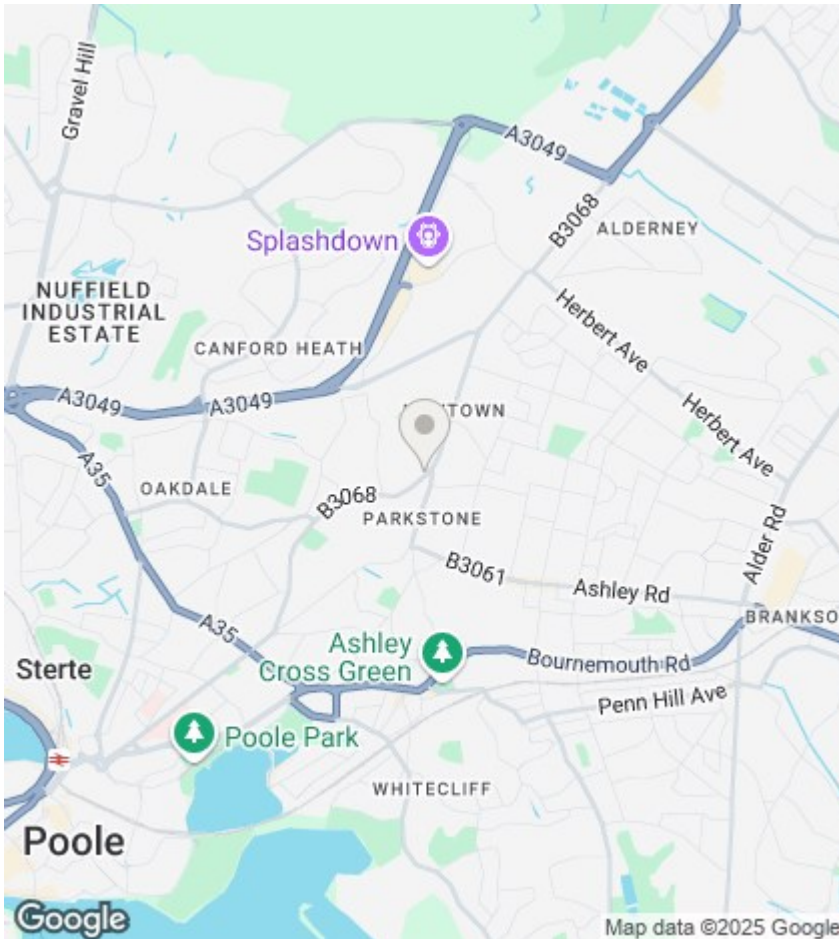 Gravel Hill
A3049
B3068
ALDERNEY
Splashdown
NUFFIELD
INDUSTRIAL
ESTATE
CANFORD HEATH
Herbert Ave
A3049
A3049
Herbert Ave
A35
OAKDALE
B3068
PARKSTONE
Alder Rd
B3061
Ashley Rd
A35
Ashley
Cross Green
Bournemouth Rd
Sterte
Penn Hill Ave
Poole Park
WHITECLIFF
Poole
Google
Map data ©2025 Google